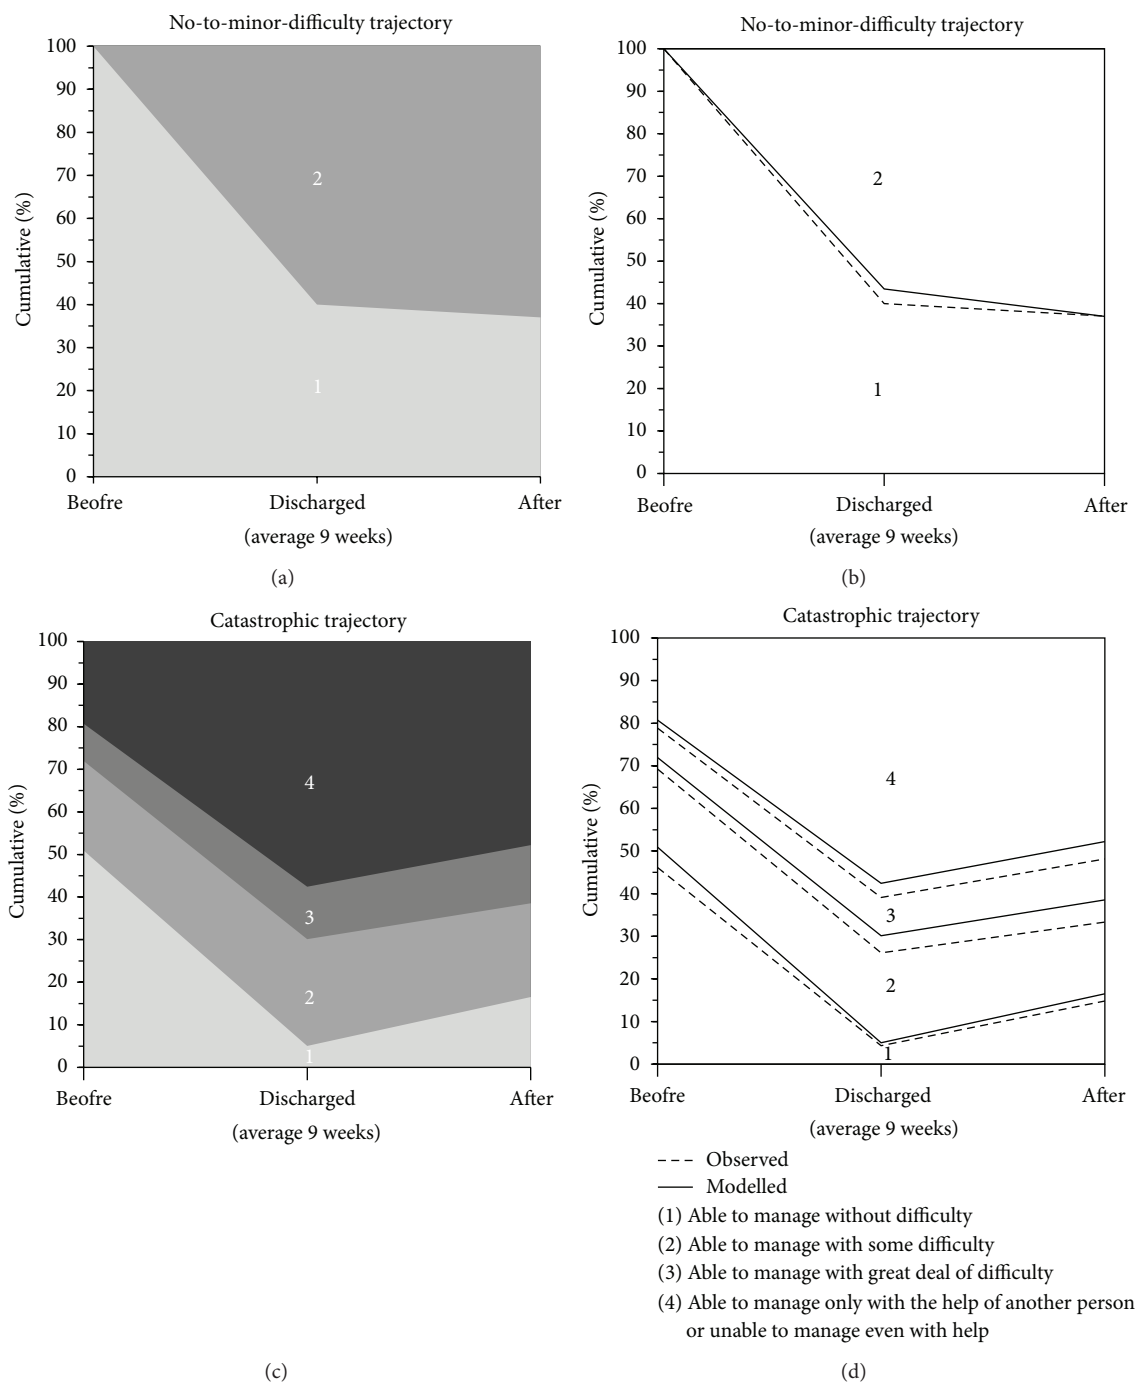 No-to-minor-difficulty trajectory
100
90
80
70
60
50
40
30
20
10
0
Cumulative (%)
2
1
Beofre
Discharged
After
(average 9 weeks)
(a)
No-to-minor-difficulty trajectory
100
90
80
70
60
50
40
30
20
10
0
Cumulative (%)
2
1
Beofre
Discharged
After
(average 9 weeks)
(b)
Catastrophic trajectory
100
90
80
70
60
50
40
30
20
10
0
Cumulative (%)
4
3
2
1
Beofre
Discharged
After
(average 9 weeks)
(c)
Catastrophic trajectory
100
90
80
70
60
50
40
30
20
10
0
Cumulative (%)
4
3
2
1
Beofre
Discharged
After
(average 9 weeks)
Observed
Modelled
(1) Able to manage without difficulty
(2) Able to manage with some difficulty
(3) Able to manage with great deal of difficulty
(4) Able to manage only with the help of another person
or unable to manage even with help
(d)